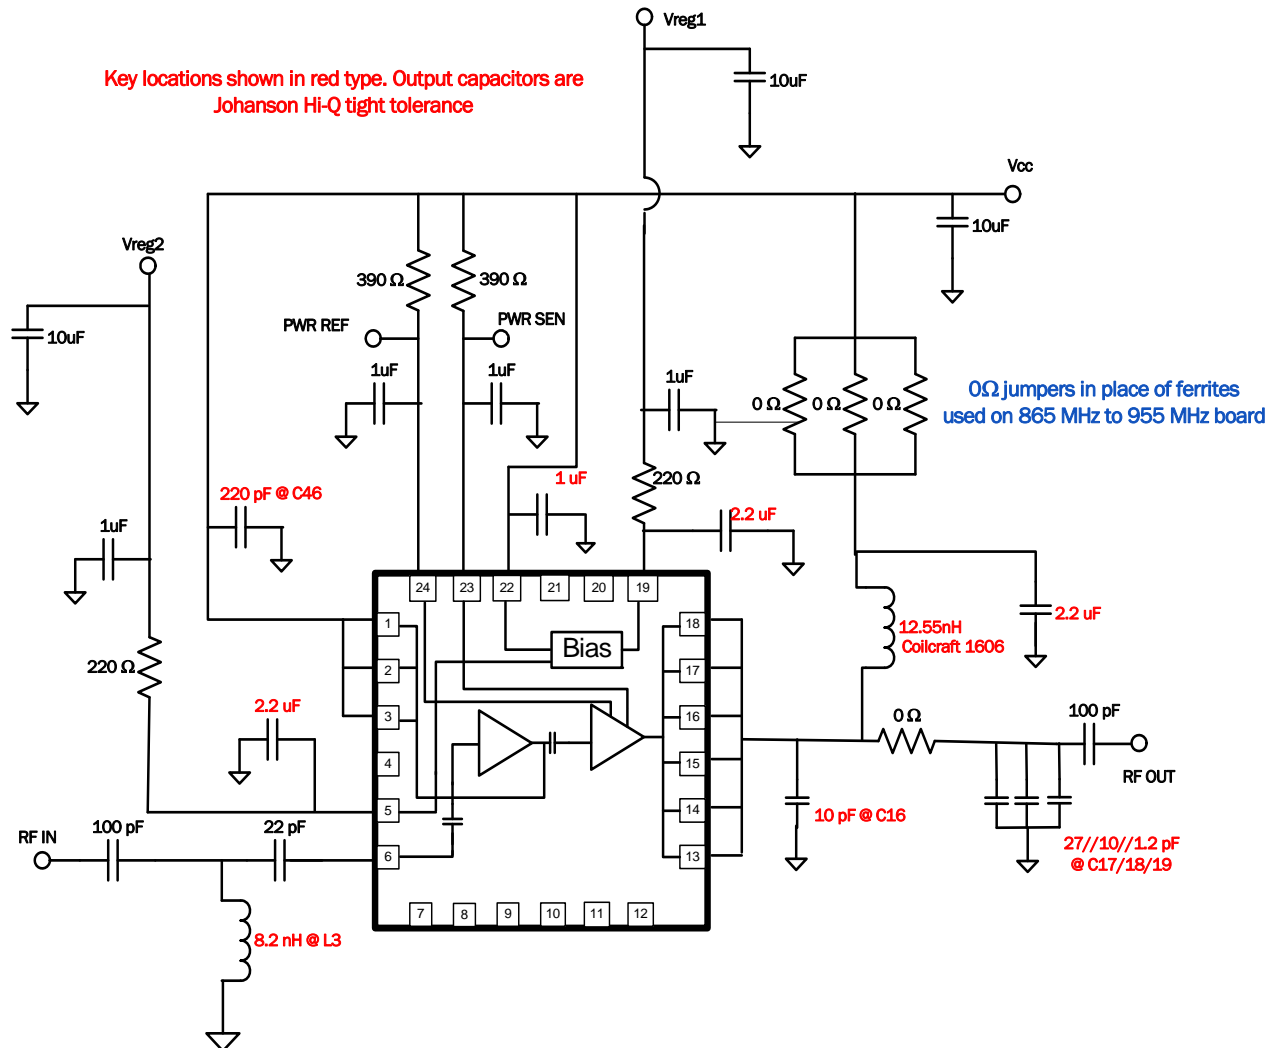 Vreg1
Key locations shown in red type. Output capacitors are
Johanson Hi-Q tight tolerance
10uF
Vcc
10uF
Vreg2
390 Ω
390 Ω
10uF
PWR REF
PWR SEN
1uF
1uF
1uF
0 Ω
0 Ω
0 Ω
0Ω jumpers in place of ferrites
used on 865 MHz to 955 MHz board
220 pF @ C46
1 uF
220 Ω
2.2 uF
1uF
24
23
22
21
20
19
1
2
3
4
5
6
Bias
18
17
16
15
14
13
7
8
9
10
11
12
220 Ω
2.2 uF
12.55nH
Coilcraft 1606
2.2 uF
0 Ω
100 pF
RF OUT
10 pF @ C16
27//10//1.2 pF
@ C17/18/19
RF IN
100 pF
22 pF
8.2 nH @ L3